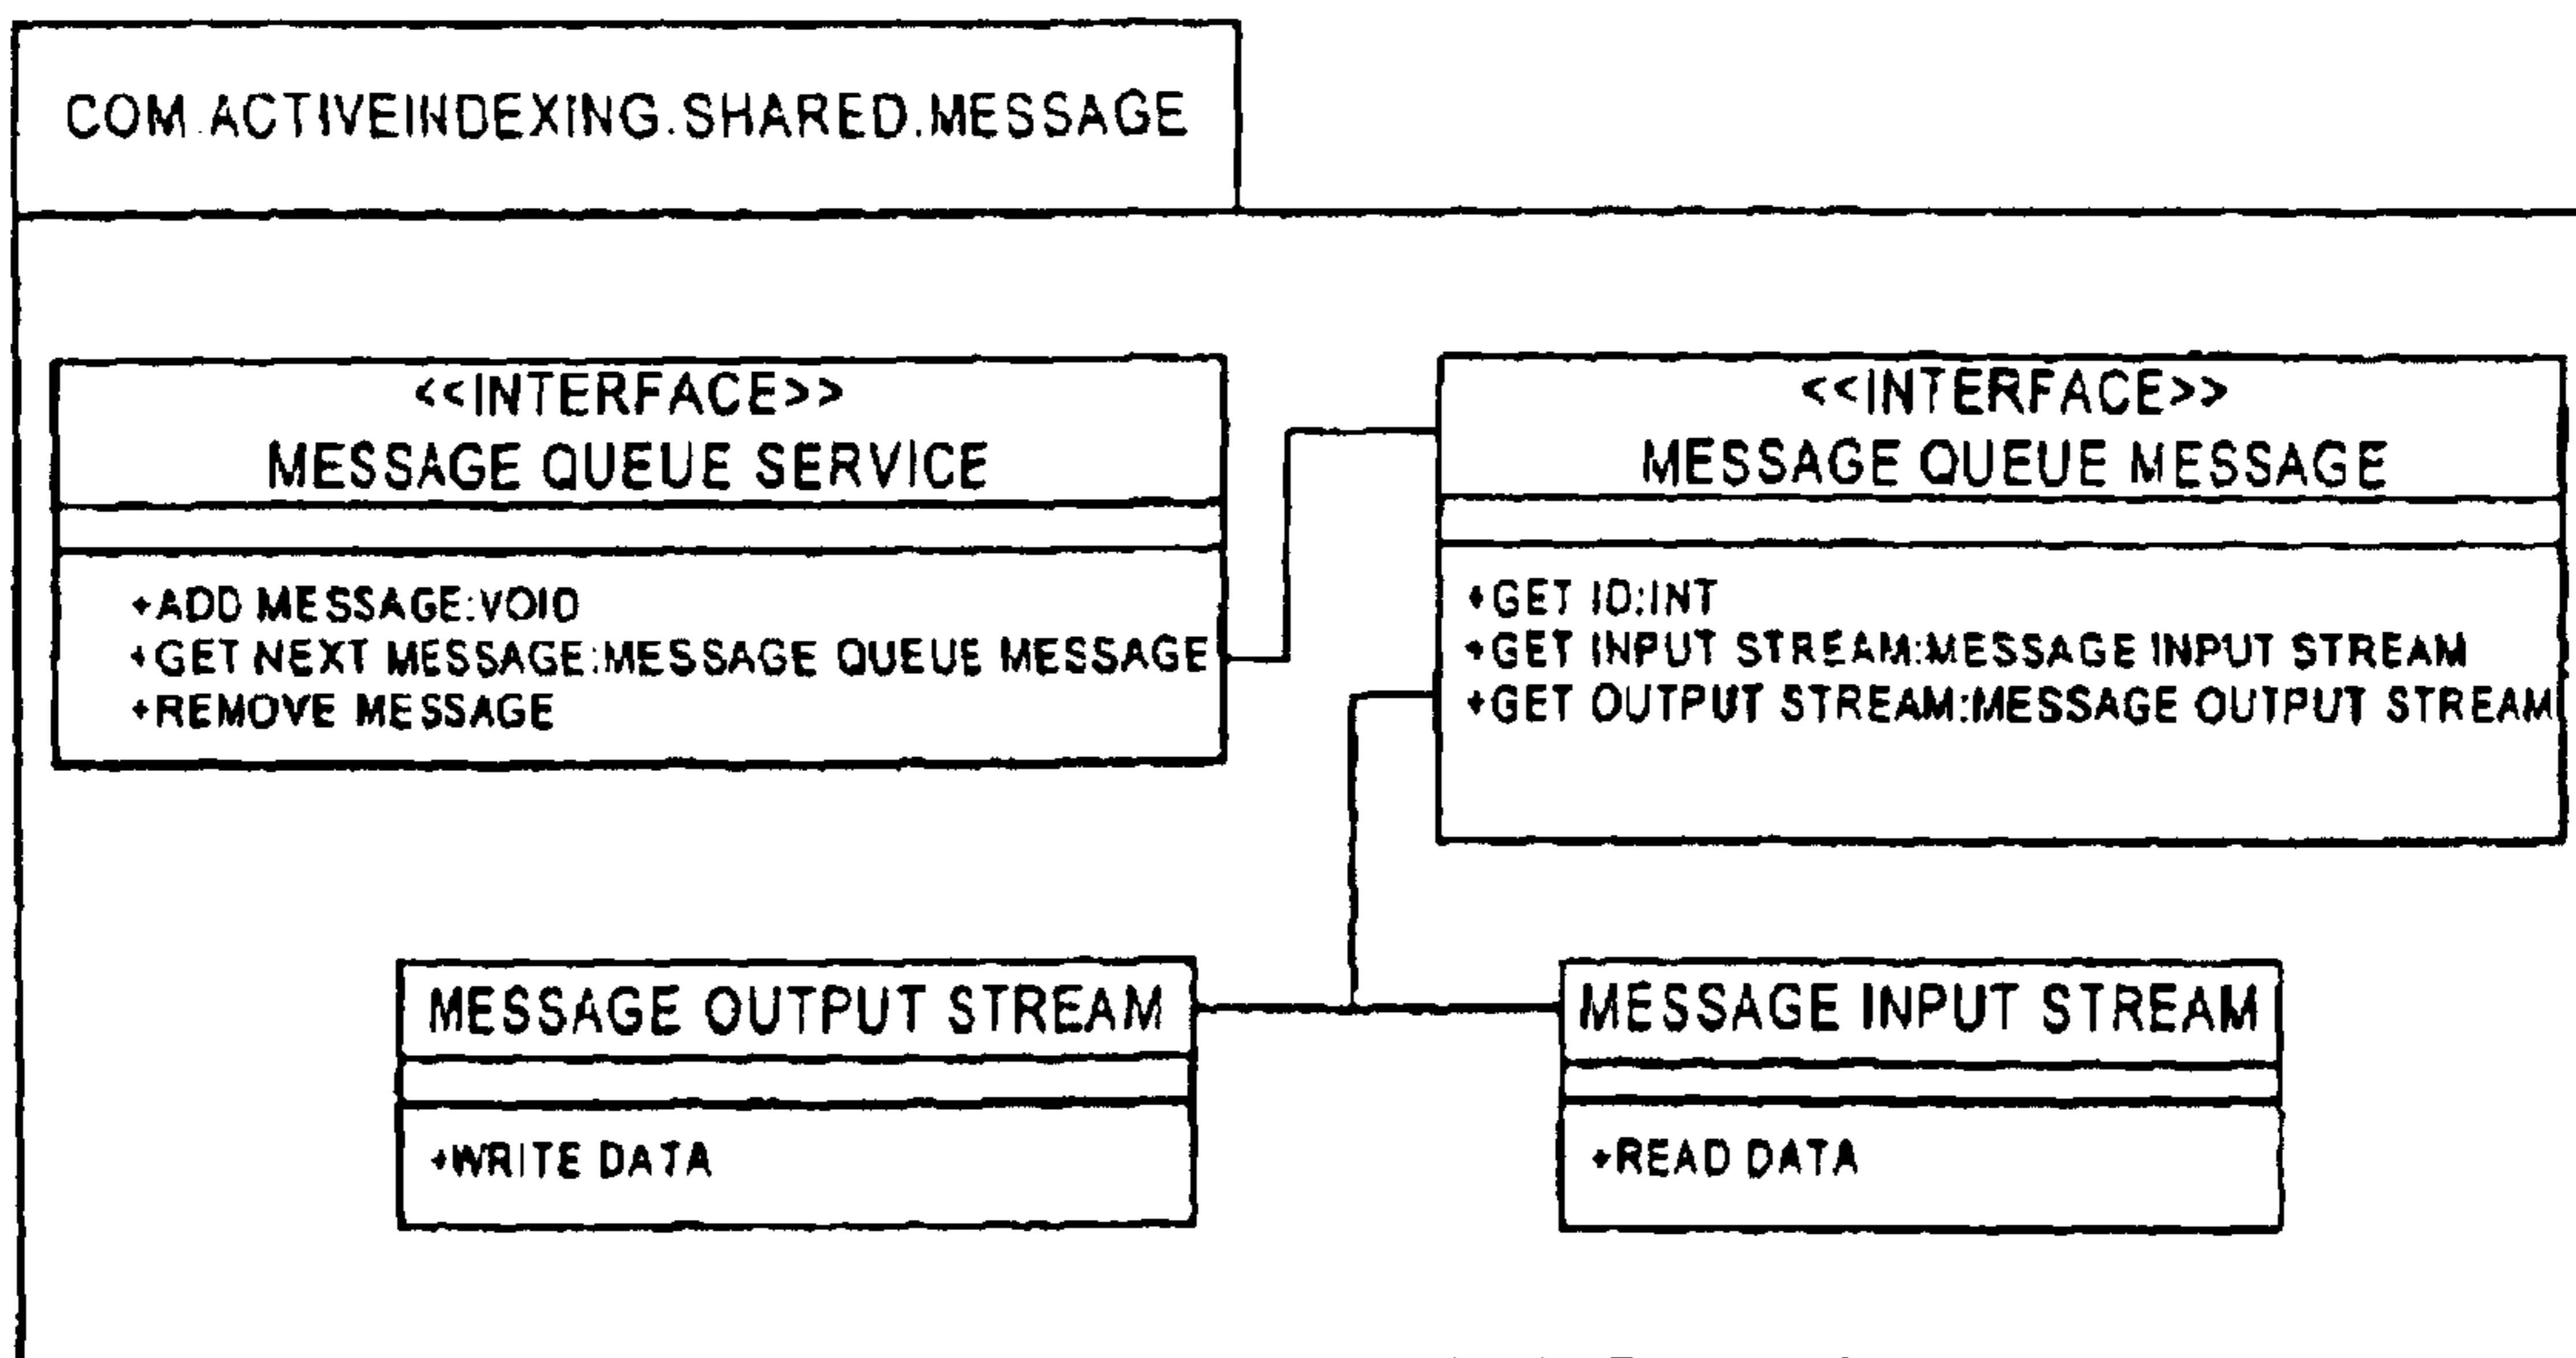 COM.ACTIVEINDEXING.SHARED.MESSAGE
<<INTERFACE>>
MESSAGE QUEUE SERVICE
+ADD MESSAGE:VOID
+GET NEXT MESSAGE:MESSAGE QUEUE MESSAGE
+REMOVE MESSAGE
<<INTERFACE>>
MESSAGE QUEUE MESSAGE
+GET ID:INT
+GET INPUT STREAM:MESSAGE INPUT STREAM
+GET OUTPUT STREAM:MESSAGE OUTPUT STREAM
MESSAGE OUTPUT STREAM
+WRITE DATA
MESSAGE INPUT STREAM
+READ DATA